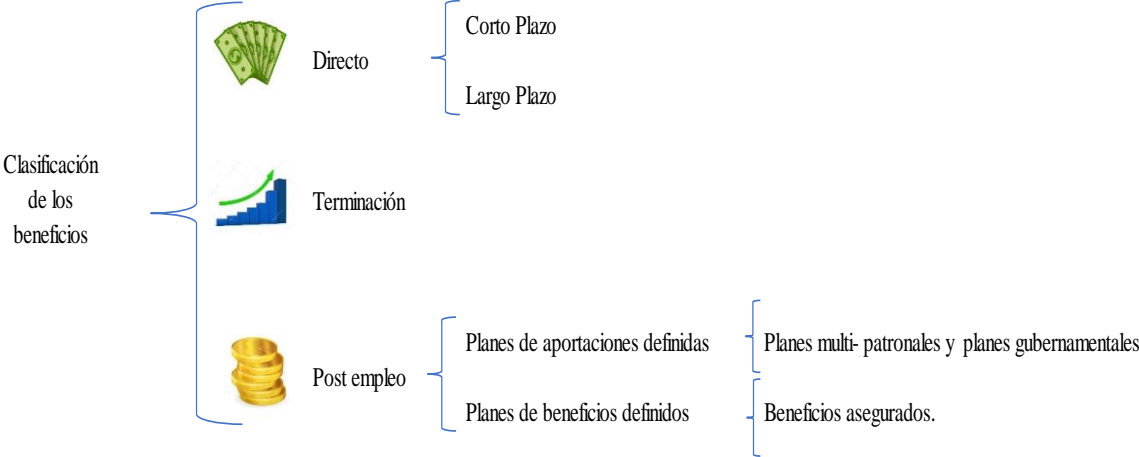 Clasificación
de los
beneficios
Directo
Corto Plazo
Largo Plazo
Terminación
Post empleo
Planes de aportaciones definidas
Planes multi- patronales y planes gubernamentales
Planes de beneficios definidos
Beneficios asegurados.